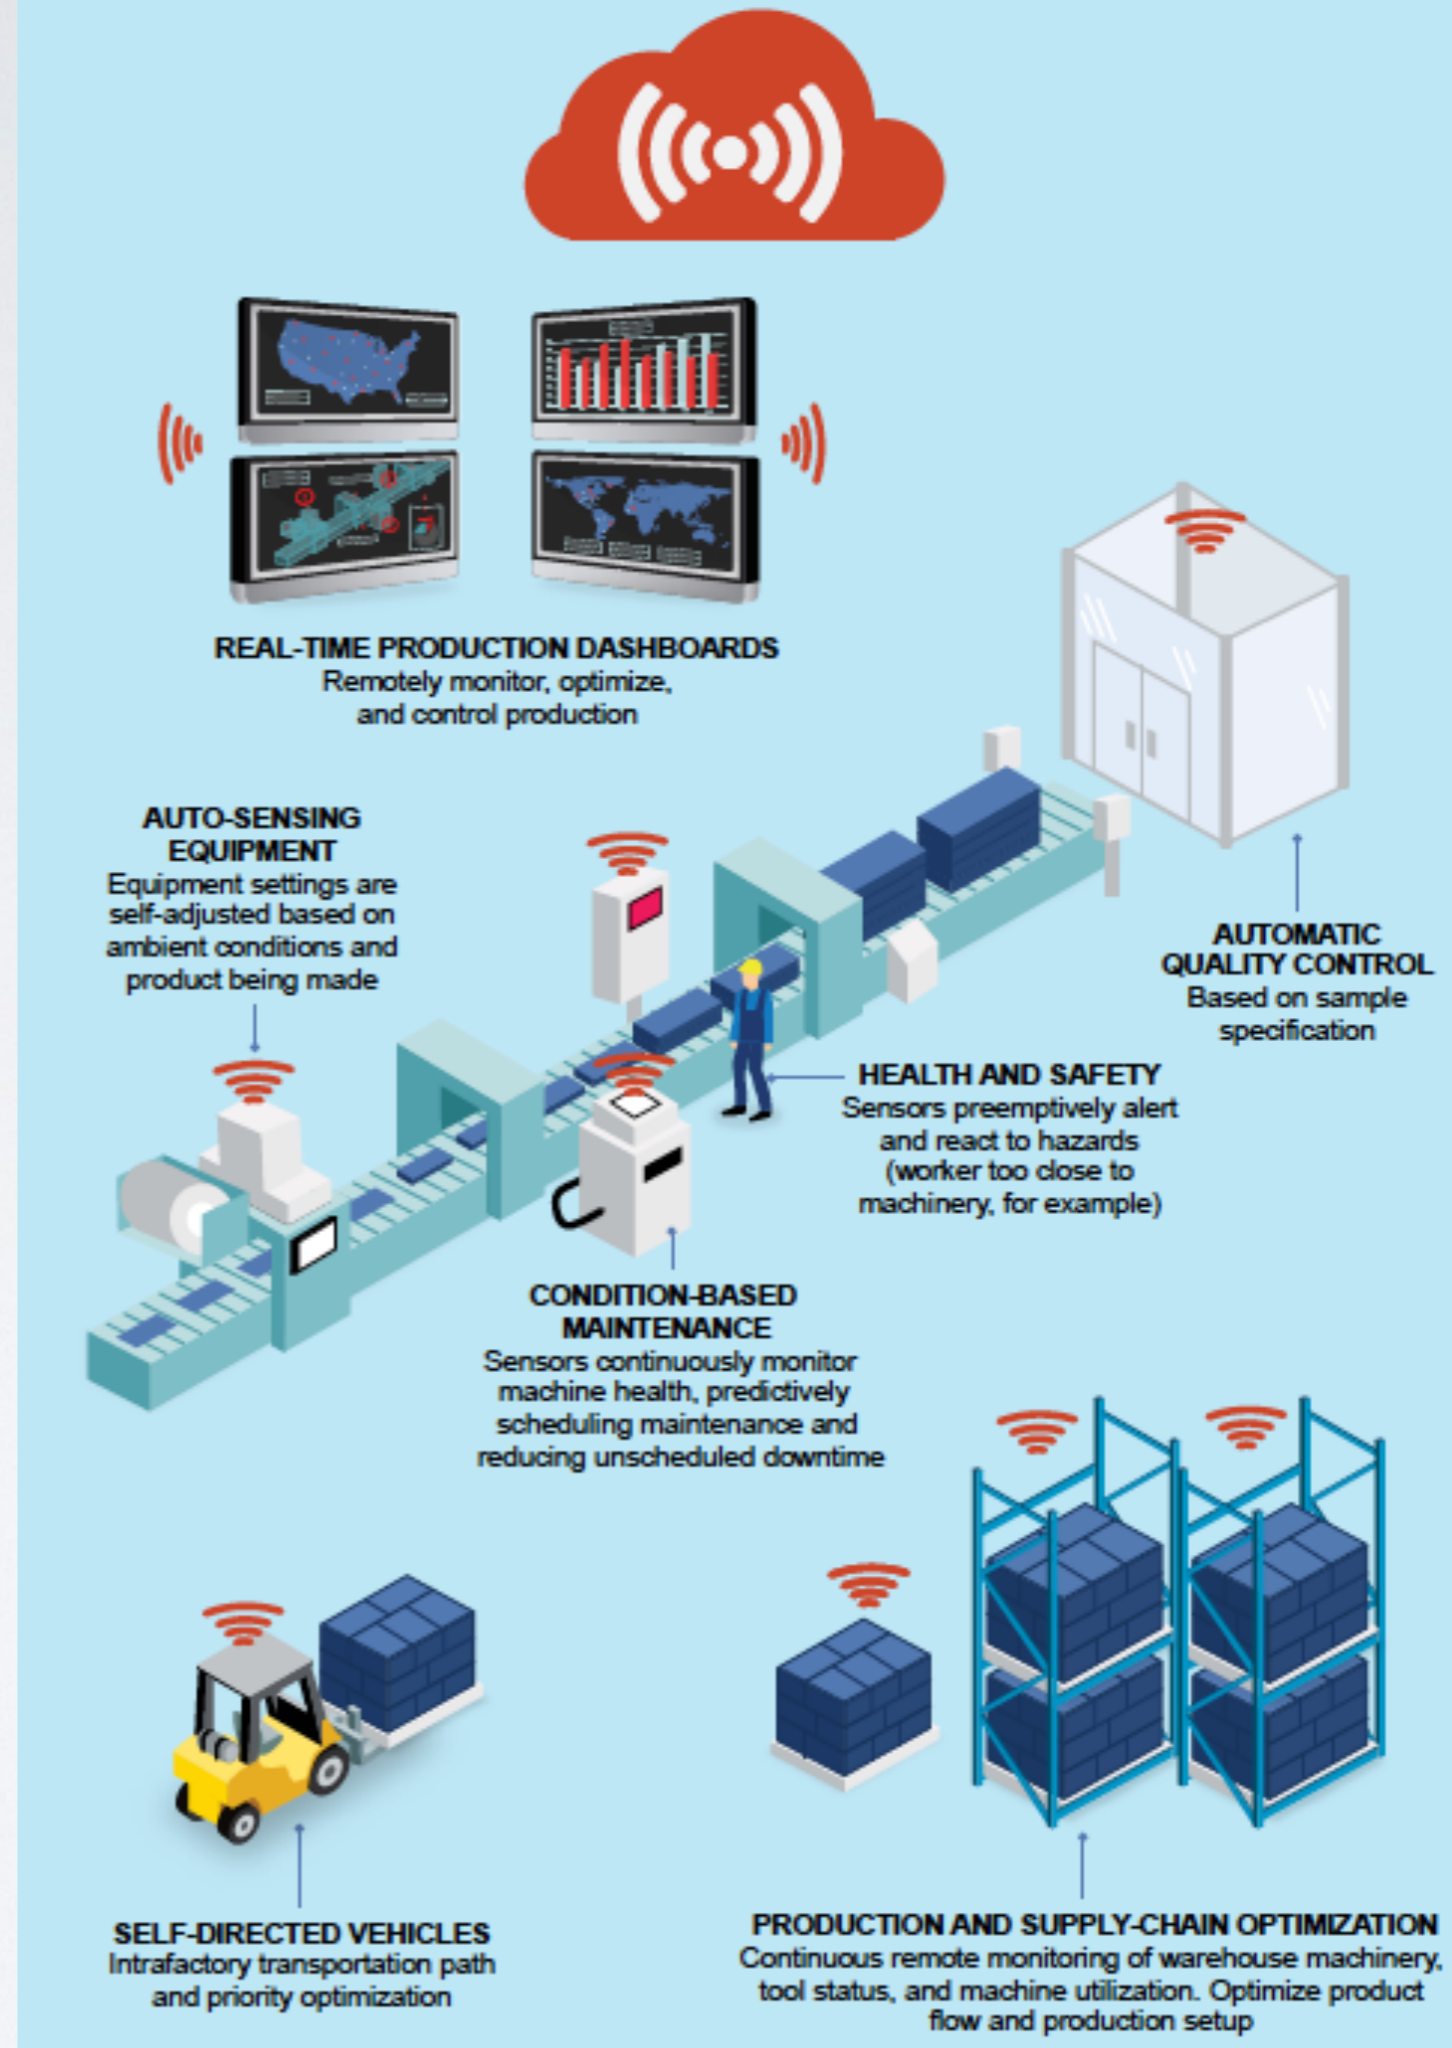 REAL-TIME PRODUCTION DASHBOARDS
Remotely monitor, optimize,
and control production
AUTO-SENSING
EQUIPMENT
Equipment settings are
self-adjusted based on
ambient conditions and
product being made
AUTOMATIC
QUALITY CONTROL
Based on sample
specification
HEALTH AND SAFETY
Sensors preemptively alert
and react to hazards
(worker too close to
machinery, for example)
CONDITION-BASED
MAINTENANCE
Sensors continuously monitor
machine health, predictively
scheduling maintenance and
reducing unscheduled downtime
SELF-DIRECTED VEHICLES
Intrafactory transportation path
and priority optimization
PRODUCTION AND SUPPLY-CHAIN OPTIMIZATION
Continuous remote monitoring of warehouse machinery,
tool status, and machine utilization. Optimize product
flow and production setup